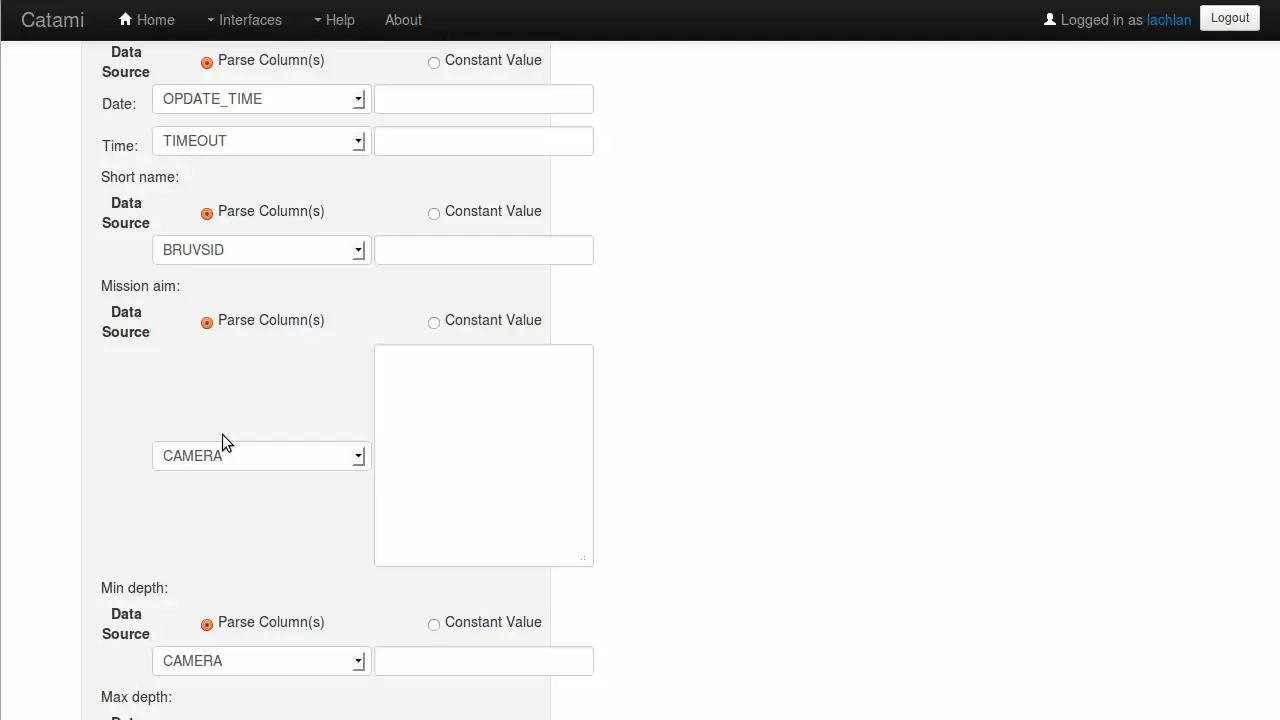 Catami Home Interfaces Help About Logged in as lachlan Logout
Data Source Parse Column(s) Constant Value
Date: OPDATE_TIME
Time: TIMEOUT
Short name:
Data Source Parse Column(s) Constant Value
BRUVSID
Mission aim:
Data Source Parse Column(s) Constant Value
CAMERA
Min depth:
Data Source Parse Column(s) Constant Value
CAMERA
Max depth: